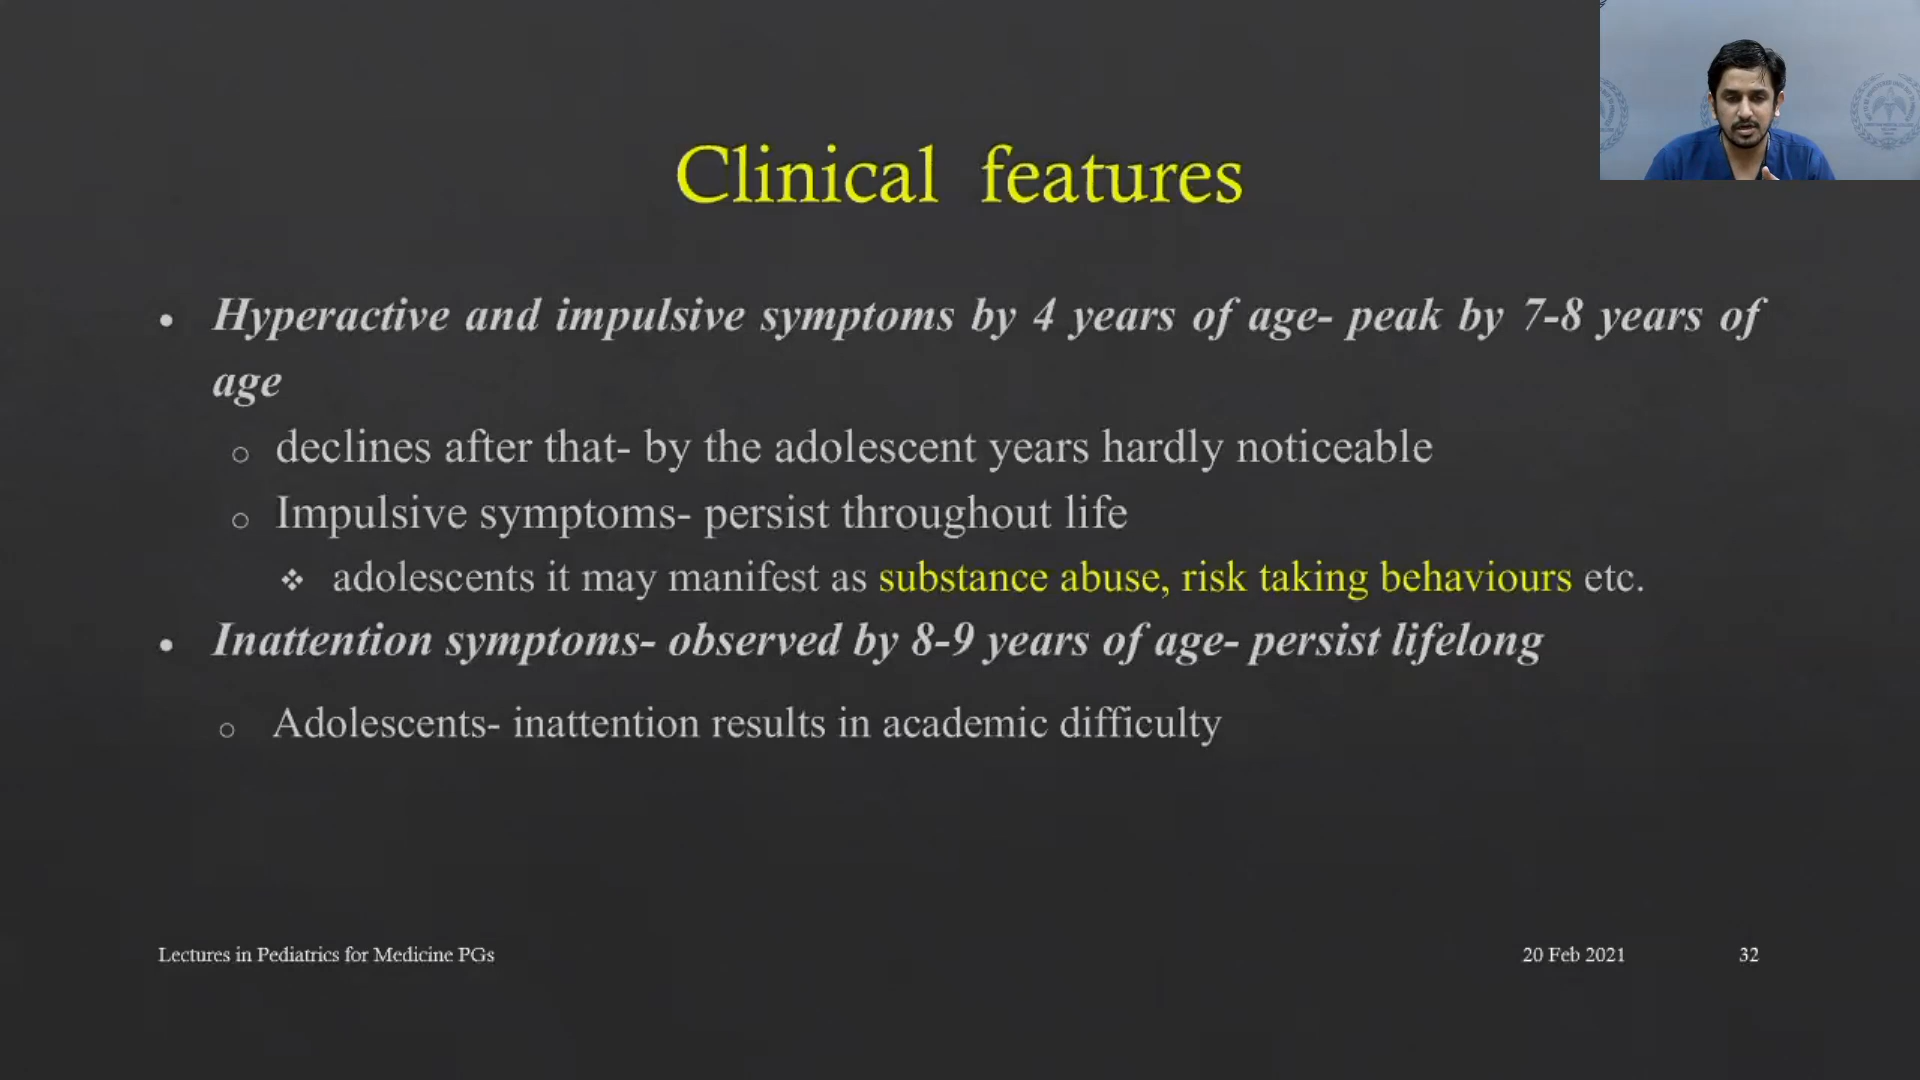 Clinical features
• Hyperactive and impulsive symptoms by 4 years of age- peak by 7-8 years of
age
○ declines after that- by the adolescent years hardly noticeable
○ Impulsive symptoms- persist throughout life
❖ adolescents it may manifest as substance abuse, risk taking behaviours etc.
• Inattention symptoms- observed by 8-9 years of age- persist lifelong
○ Adolescents- inattention results in academic difficulty
Lectures in Pediatrics for Medicine PGs
20 Feb 2021
32